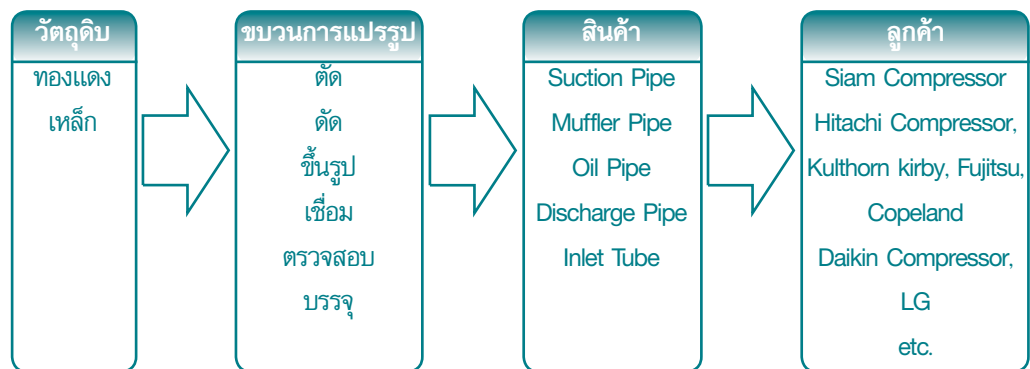 วัตถุดิบ
ทองแดง
เหล็ก
ขบวนการแปรรูป
ตัด
ดัด
ขึ้นรูป
เชื่อม
ตรวจสอบ
บรรจุ
สินค้า
Suction Pipe
Muffler Pipe
Oil Pipe
Discharge Pipe
Inlet Tube
ลูกค้า
Siam Compressor
Hitachi Compressor,
Kulthorn kirby, Fujitsu,
Copeland
Daikin Compressor,
LG
etc.